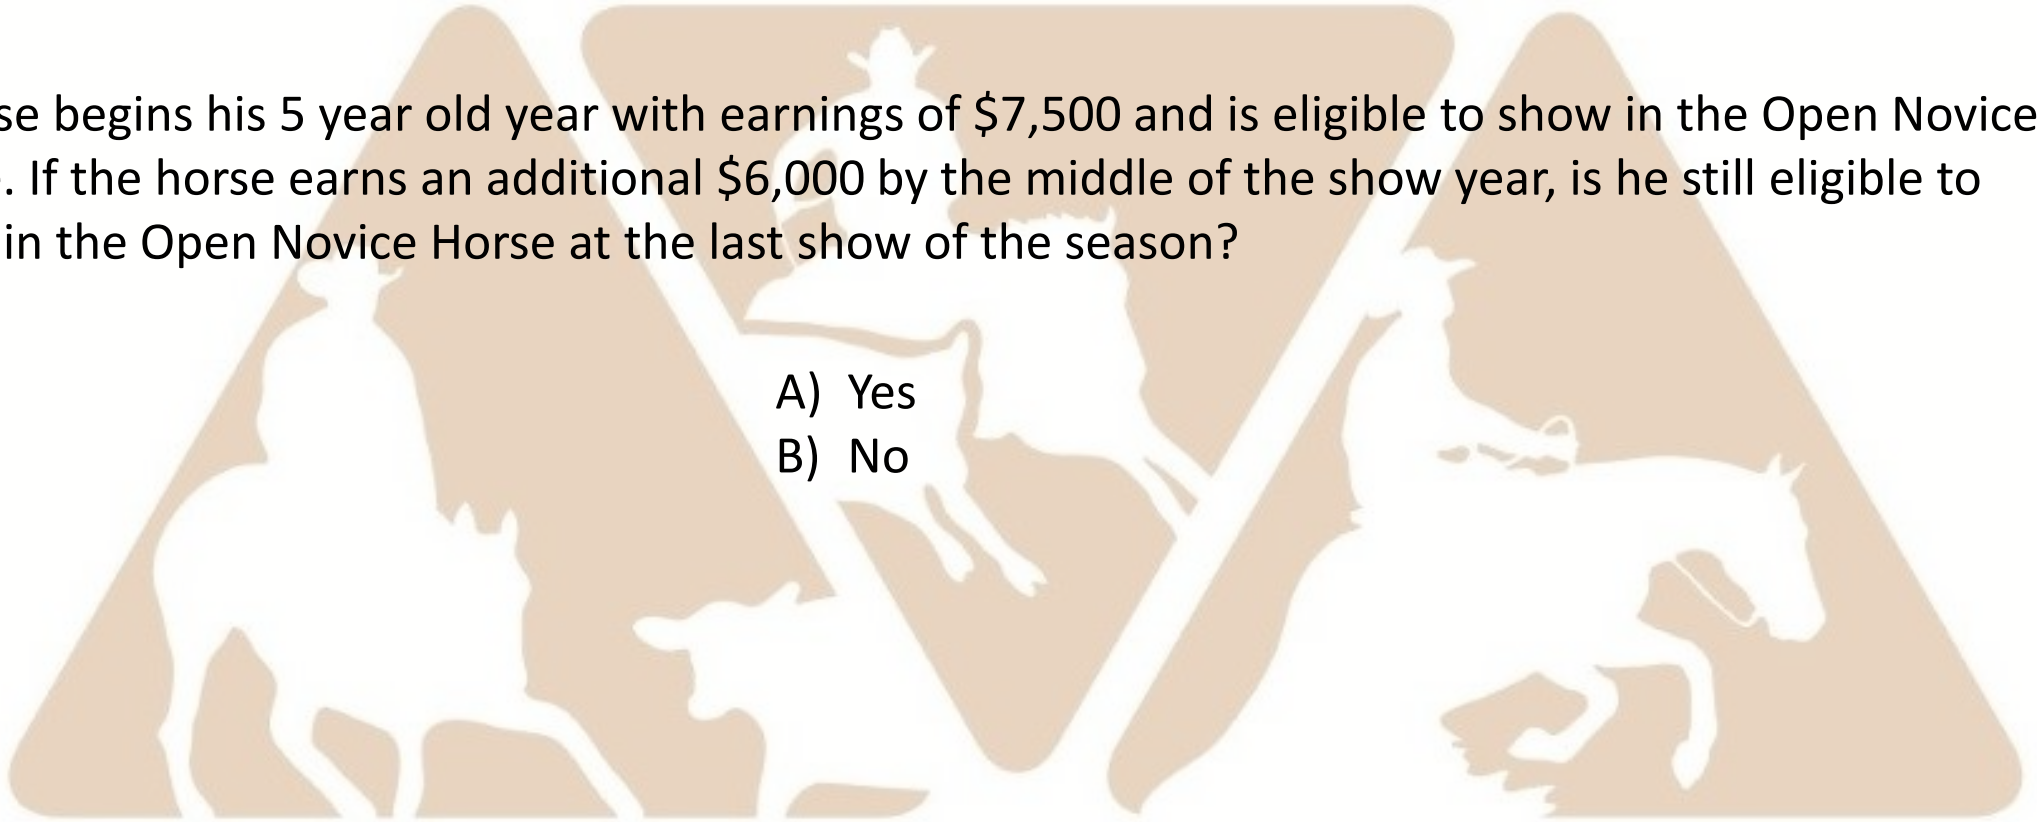 se begins his 5 year old year with earnings of $7,500 and is eligible to show in the Open Novice
. If the horse earns an additional $6,000 by the middle of the show year, is he still eligible to
in the Open Novice Horse at the last show of the season?
A) Yes
B) No